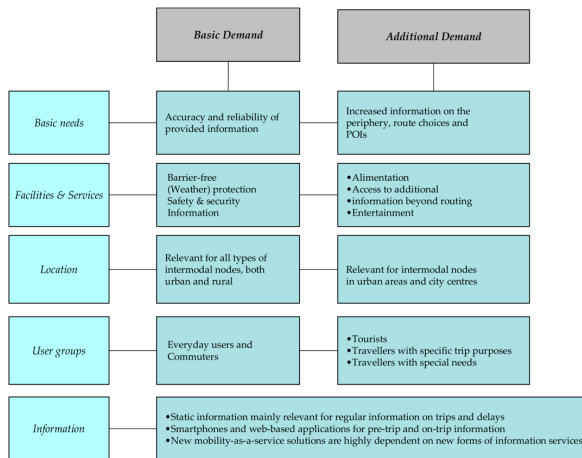 Basic Demand
Additional Demand
Basic needs
Accuracy and reliability of
provided information
Increased information on the
periphery, route choices and
POIs
Facilities & Services
Barrier-free
(Weather) protection
Safety & security
Information
•Alimentation
•Access to additional
•information beyond routing
•Entertainment
Location
Relevant for all types of
intermodal nodes, both
urban and rural
Relevant for intermodal nodes
in urban areas and city centres
User groups
Everyday users and
Commuters
•Tourists
•Travellers with specific trip purposes
•Travellers with special needs
Information
•Static information mainly relevant for regular information on trips and delays
•Smartphones and web-based applications for pre-trip and on-trip information
•New mobility-as-a-service solutions are highly dependent on new forms of information services